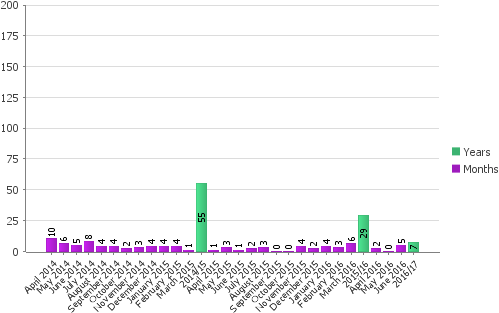 200
175
150
125
100
75
50
25
0
10
6
5
8
4
4
2
3
4
4
4
1
55
1
3
1
2
3
0
0
4
2
4
3
6
29
2
0
5
7
April 2014
May 2014
June 2014
July 2014
August 2014
September 2014
October 2014
November 2014
December 2014
January 2015
February 2015
March 2015
2014/15
April 2015
May 2015
June 2015
July 2015
August 2015
September 2015
October 2015
November 2015
December 2015
January 2016
February 2016
March 2016
2015/16
April 2016
May 2016
June 2016
2016/17
Years
Months